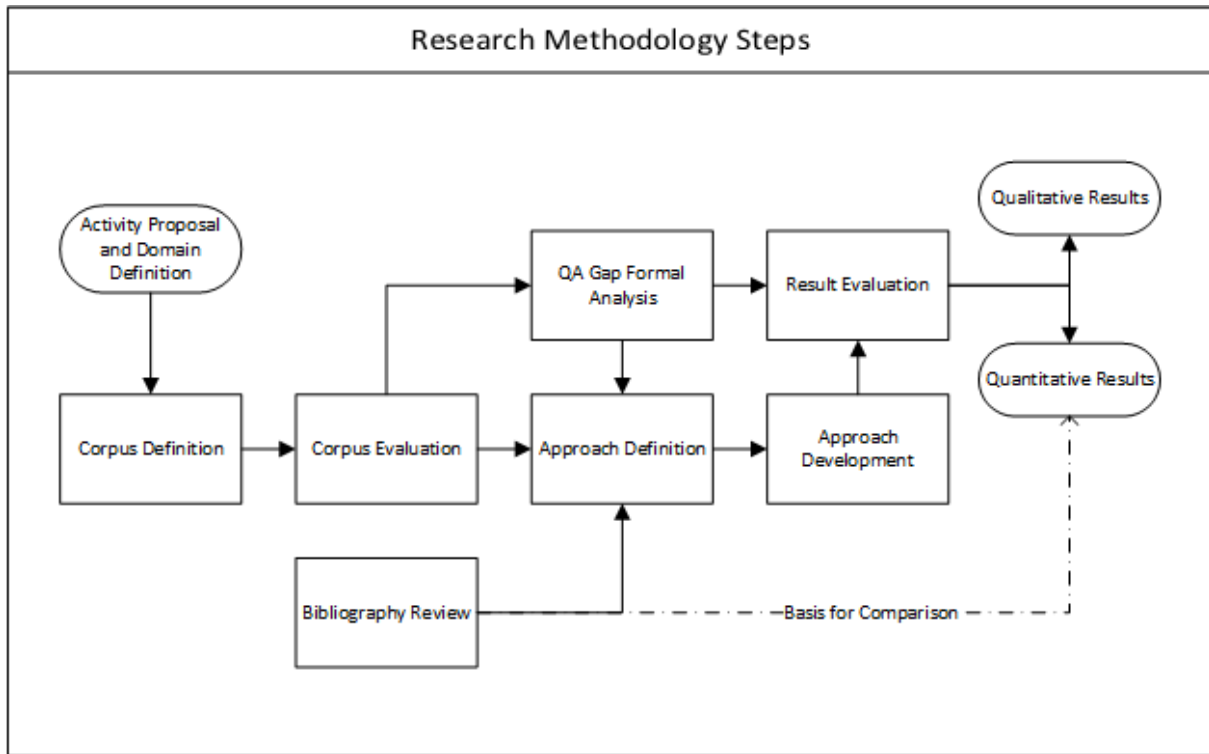 Research Methodology Steps
Activity Proposal
and Domain
Definition
Qualitative Results
QA Gap Formal
Analysis
Result Evaluation
Quantitative Results
Corpus Definition
Corpus Evaluation
Approach Definition
Approach
Development
Bibliography Review
Basis for Comparison